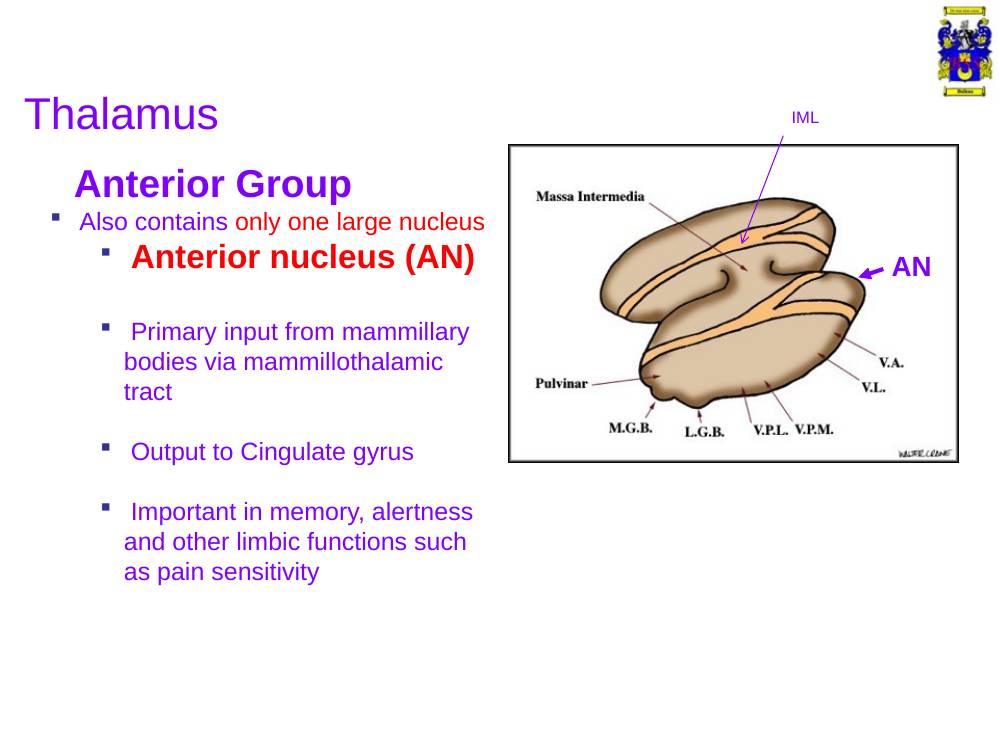 Thalamus
IML
Anterior Group
Also contains only one large nucleus
Anterior nucleus (AN)
Primary input from mammillary
bodies via mammillothalamic
tract
Output to Cingulate gyrus
Important in memory, alertness
and other limbic functions such
as pain sensitivity
Massa Intermedia
AN
V.A.
V.L.
Pulvinar
M.G.B.
L.G.B.
V.P.L.
V.P.M.
WALTER CRANE